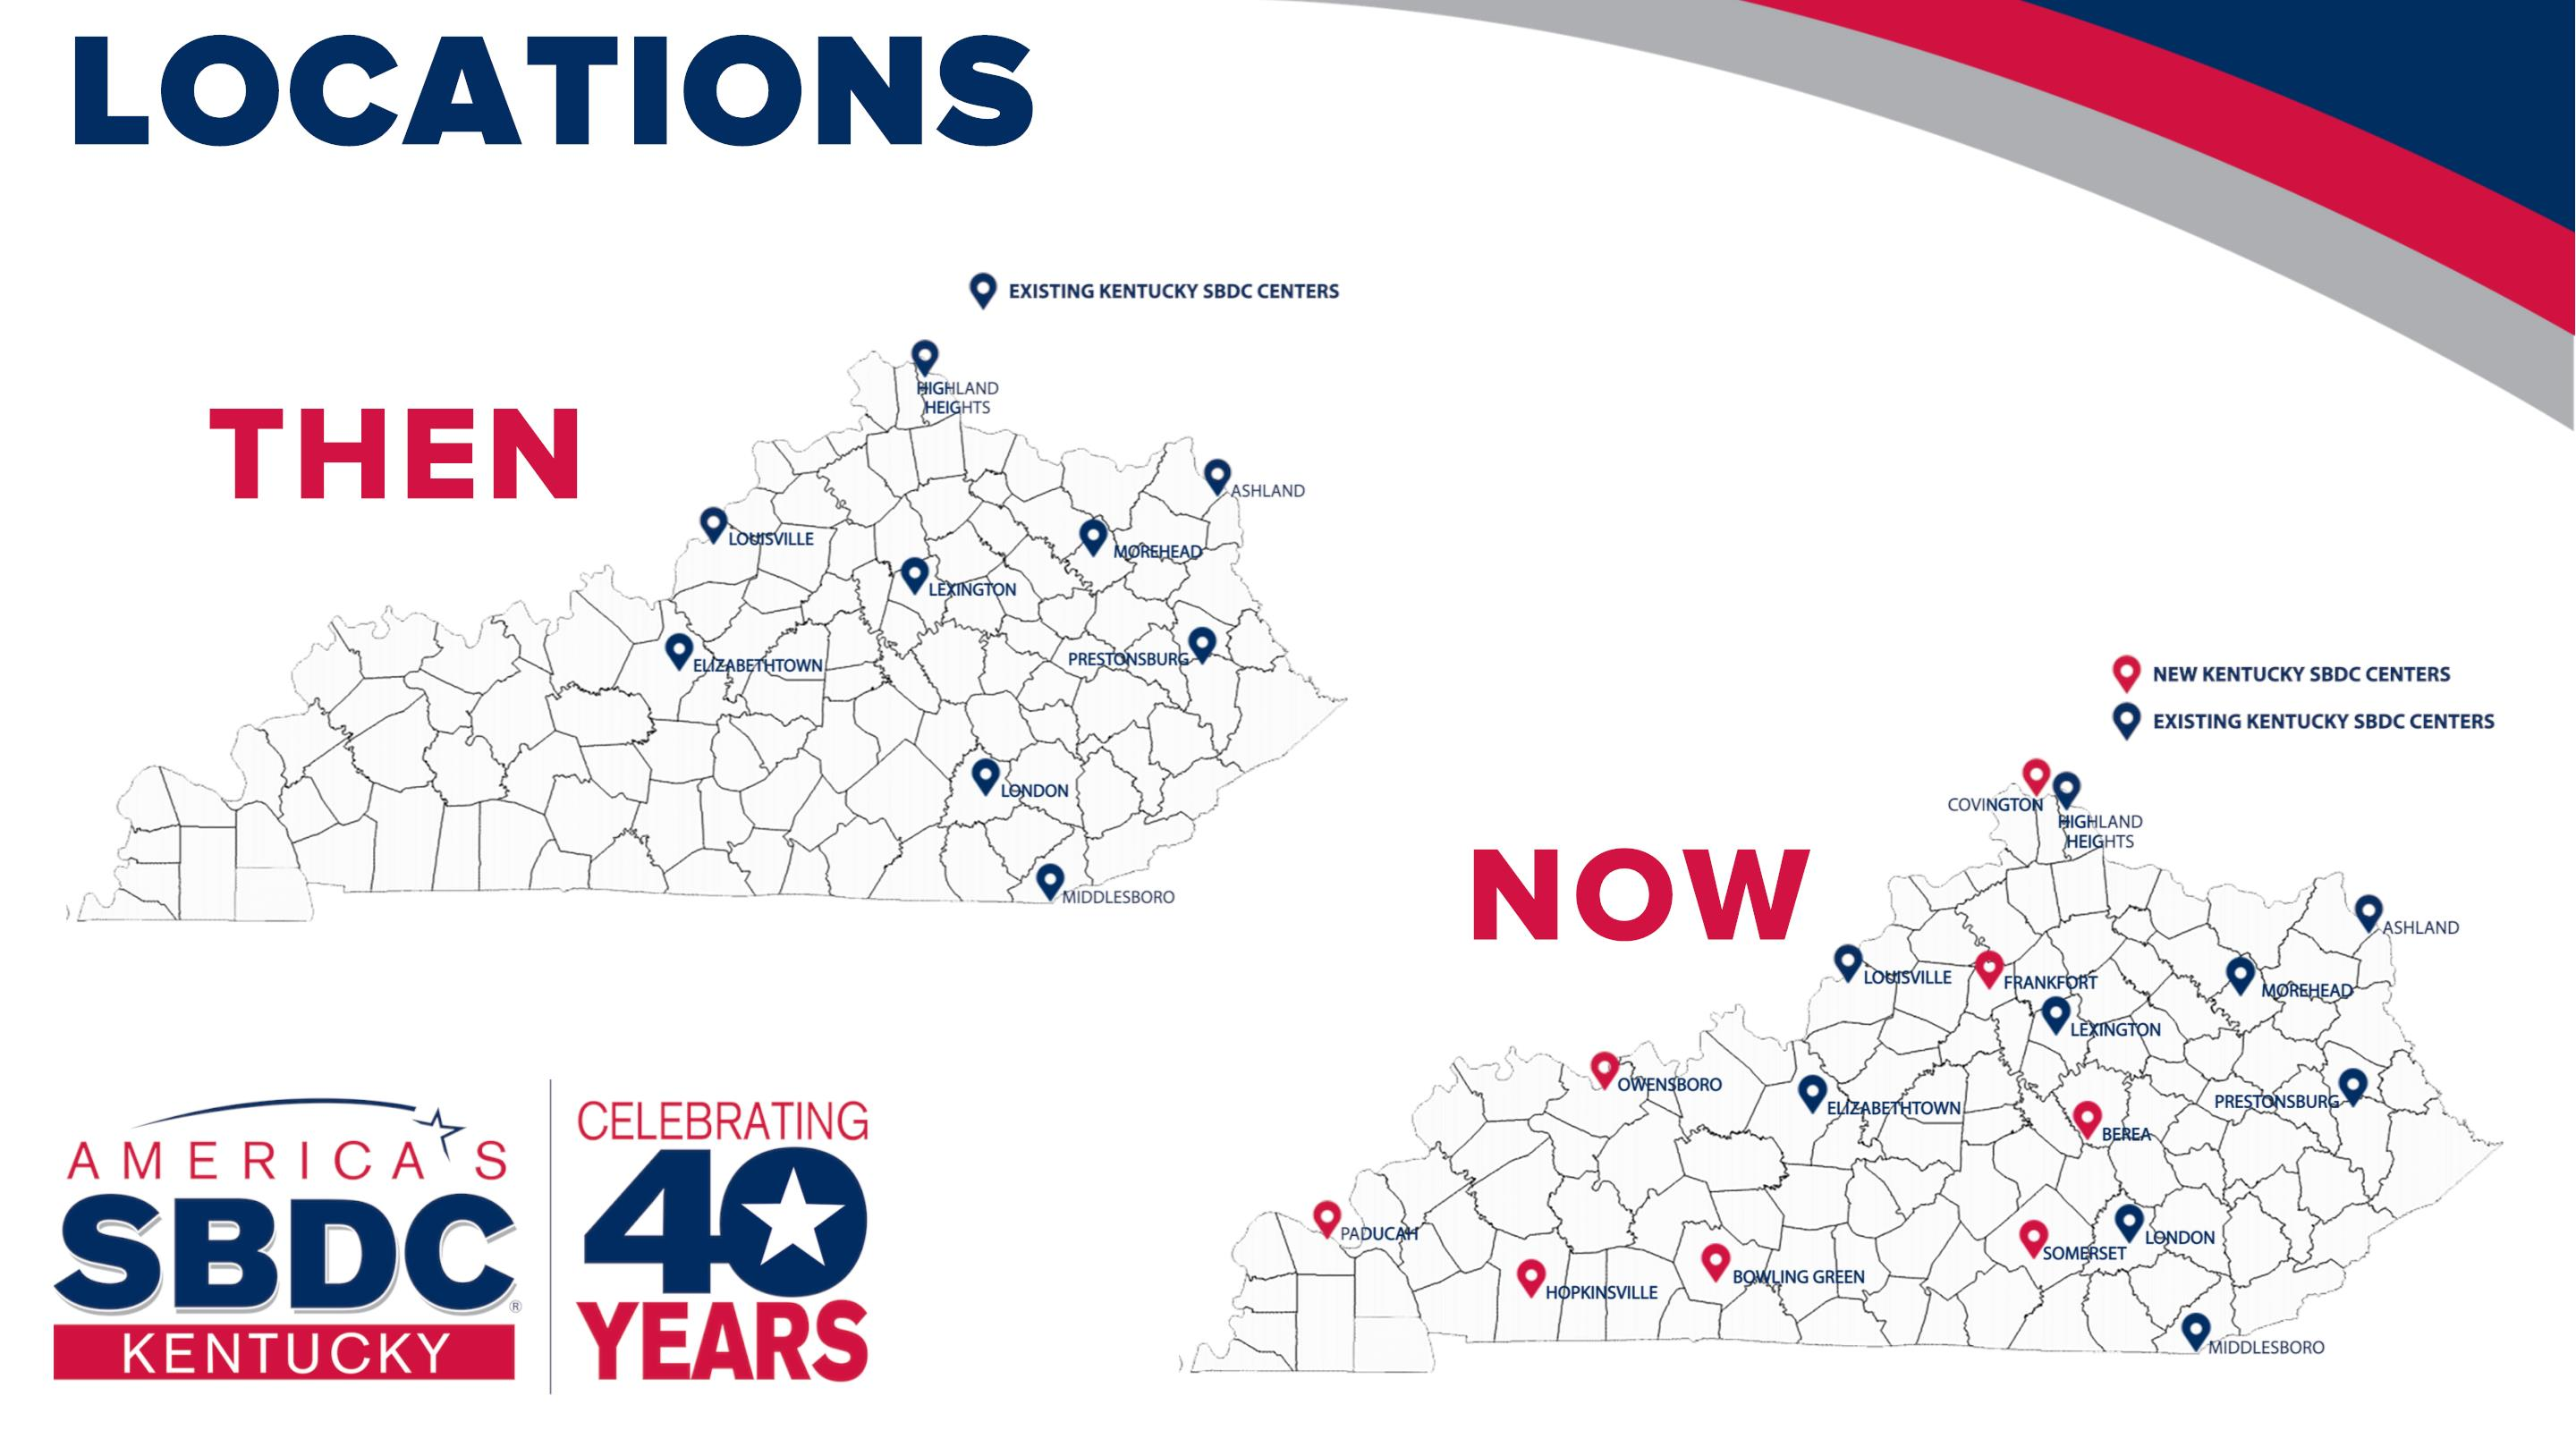 LOCATIONS
EXISTING KENTUCKY SBDC CENTERS
THEN
HIGHLAND
HEIGHTS
ASHLAND
LOUISVILLE
MOREHEAD
LEXINGTON
ELIZABETHTOWN
PRESTONSBURG
LONDON
MIDDLESBORO
NEW KENTUCKY SBDC CENTERS
EXISTING KENTUCKY SBDC CENTERS
NOW
COVINGTON
HIGHLAND
HEIGHTS
ASHLAND
LOUISVILLE
FRANKFORT
MOREHEAD
LEXINGTON
OWENSBORO
ELIZABETHTOWN
PRESTONSBURG
BEREA
PADUCAH
LONDON
SOMERSET
BOWLING GREEN
HOPKINSVILLE
MIDDLESBORO
AMERICA'S
SBDC®
KENTUCKY
CELEBRATING
40
YEARS